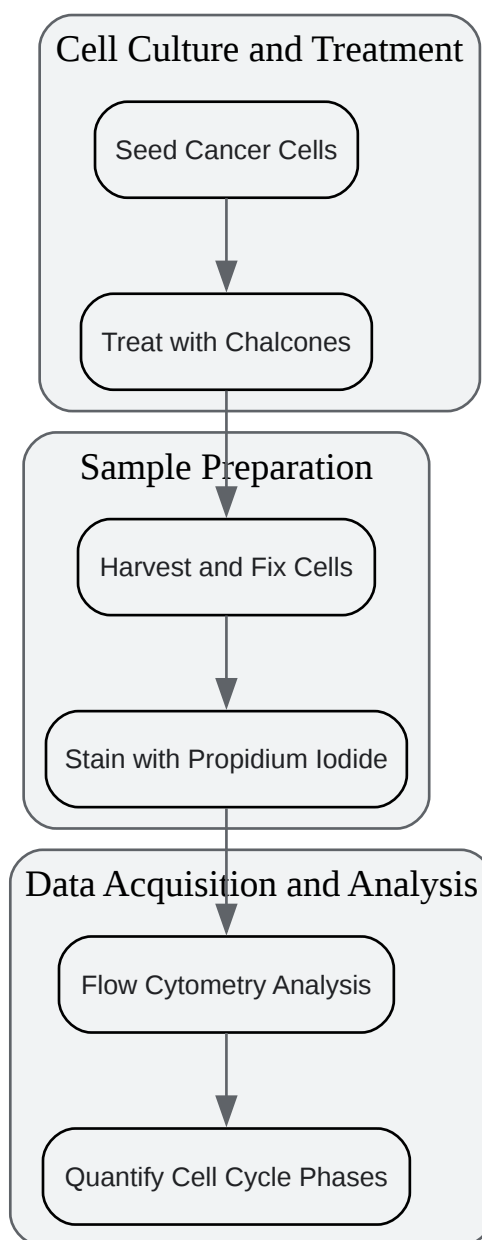 Cell Culture and Treatment
Seed Cancer Cells
Treat with Chalcones
Sample Preparation
Harvest and Fix Cells
Stain with Propidium Iodide
Data Acquisition and Analysis
Flow Cytometry Analysis
Quantify Cell Cycle Phases